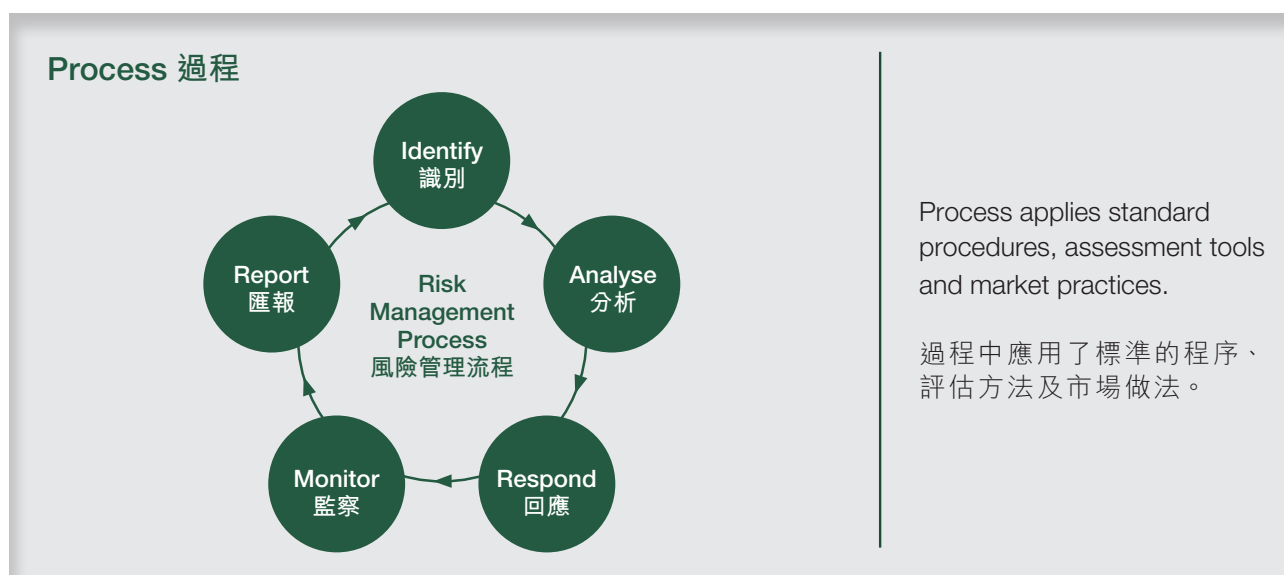 Process 過程
Identify
識別
Analyse
分析
Respond
回應
Monitor
監察
Report
匯報
Risk
Management
Process
風險管理流程
Process applies standard
procedures, assessment tools
and market practices.
過程中應用了標準的程序、
評估方法及市場做法。